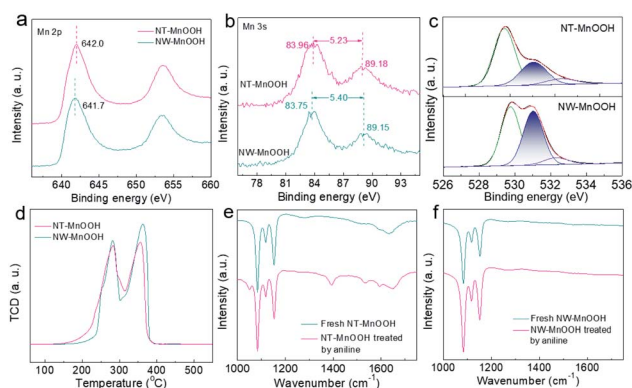 a
Mn 2p
NT-MnOOH
NW-MnOOH
642.0
641.7
Intensity (a. u.)
640
645
650
655
660
Binding energy (eV)
b
Mn 3s
83.96
5.23
89.18
NT-MnOOH
83.75
5.40
89.15
NW-MnOOH
Intensity (a. u.)
78
81
84
87
90
93
Binding energy (eV)
c
NT-MnOOH
NW-MnOOH
Intensity (a. u.)
526
528
530
532
534
536
Binding energy (eV)
d
NT-MnOOH
NW-MnOOH
TCD (a. u.)
100
200
300
400
500
Temperature (°C)
e
Fresh NT-MnOOH
NT-MnOOH treated
by aniline
Intensity (a. u.)
1000
1200
1400
1600
Wavenumber (cm⁻¹)
f
Fresh NW-MnOOH
NW-MnOOH treated
by aniline
Intensity (a. u.)
1000
1200
1400
1600
Wavenumber (cm⁻¹)